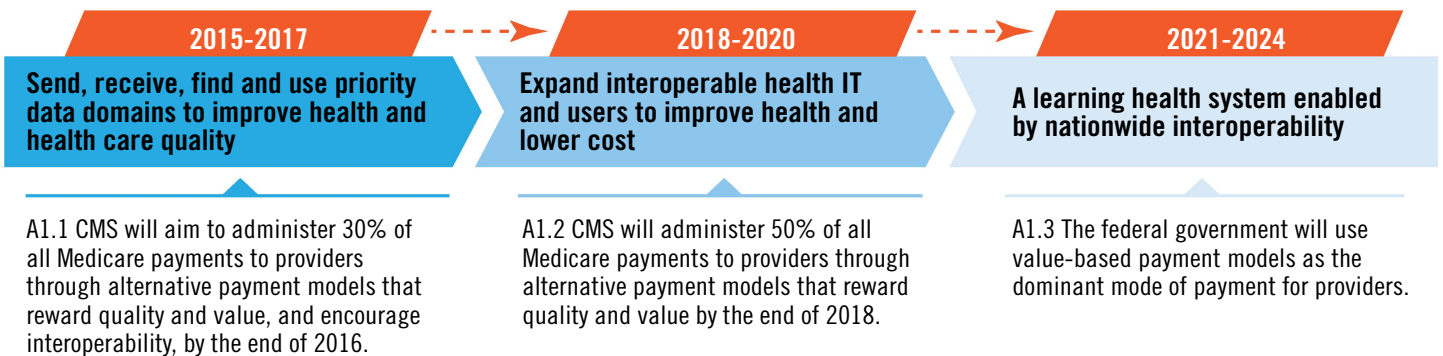 2015-2017
Send, receive, find and use priority
data domains to improve health and
health care quality
A1.1 CMS will aim to administer 30% of
all Medicare payments to providers
through alternative payment models that
reward quality and value, and encourage
interoperability, by the end of 2016.
2018-2020
Expand interoperable health IT
and users to improve health and
lower cost
A1.2 CMS will administer 50% of all
Medicare payments to providers through
alternative payment models that reward
quality and value by the end of 2018.
2021-2024
A learning health system enabled
by nationwide interoperability
A1.3 The federal government will use
value-based payment models as the
dominant mode of payment for providers.